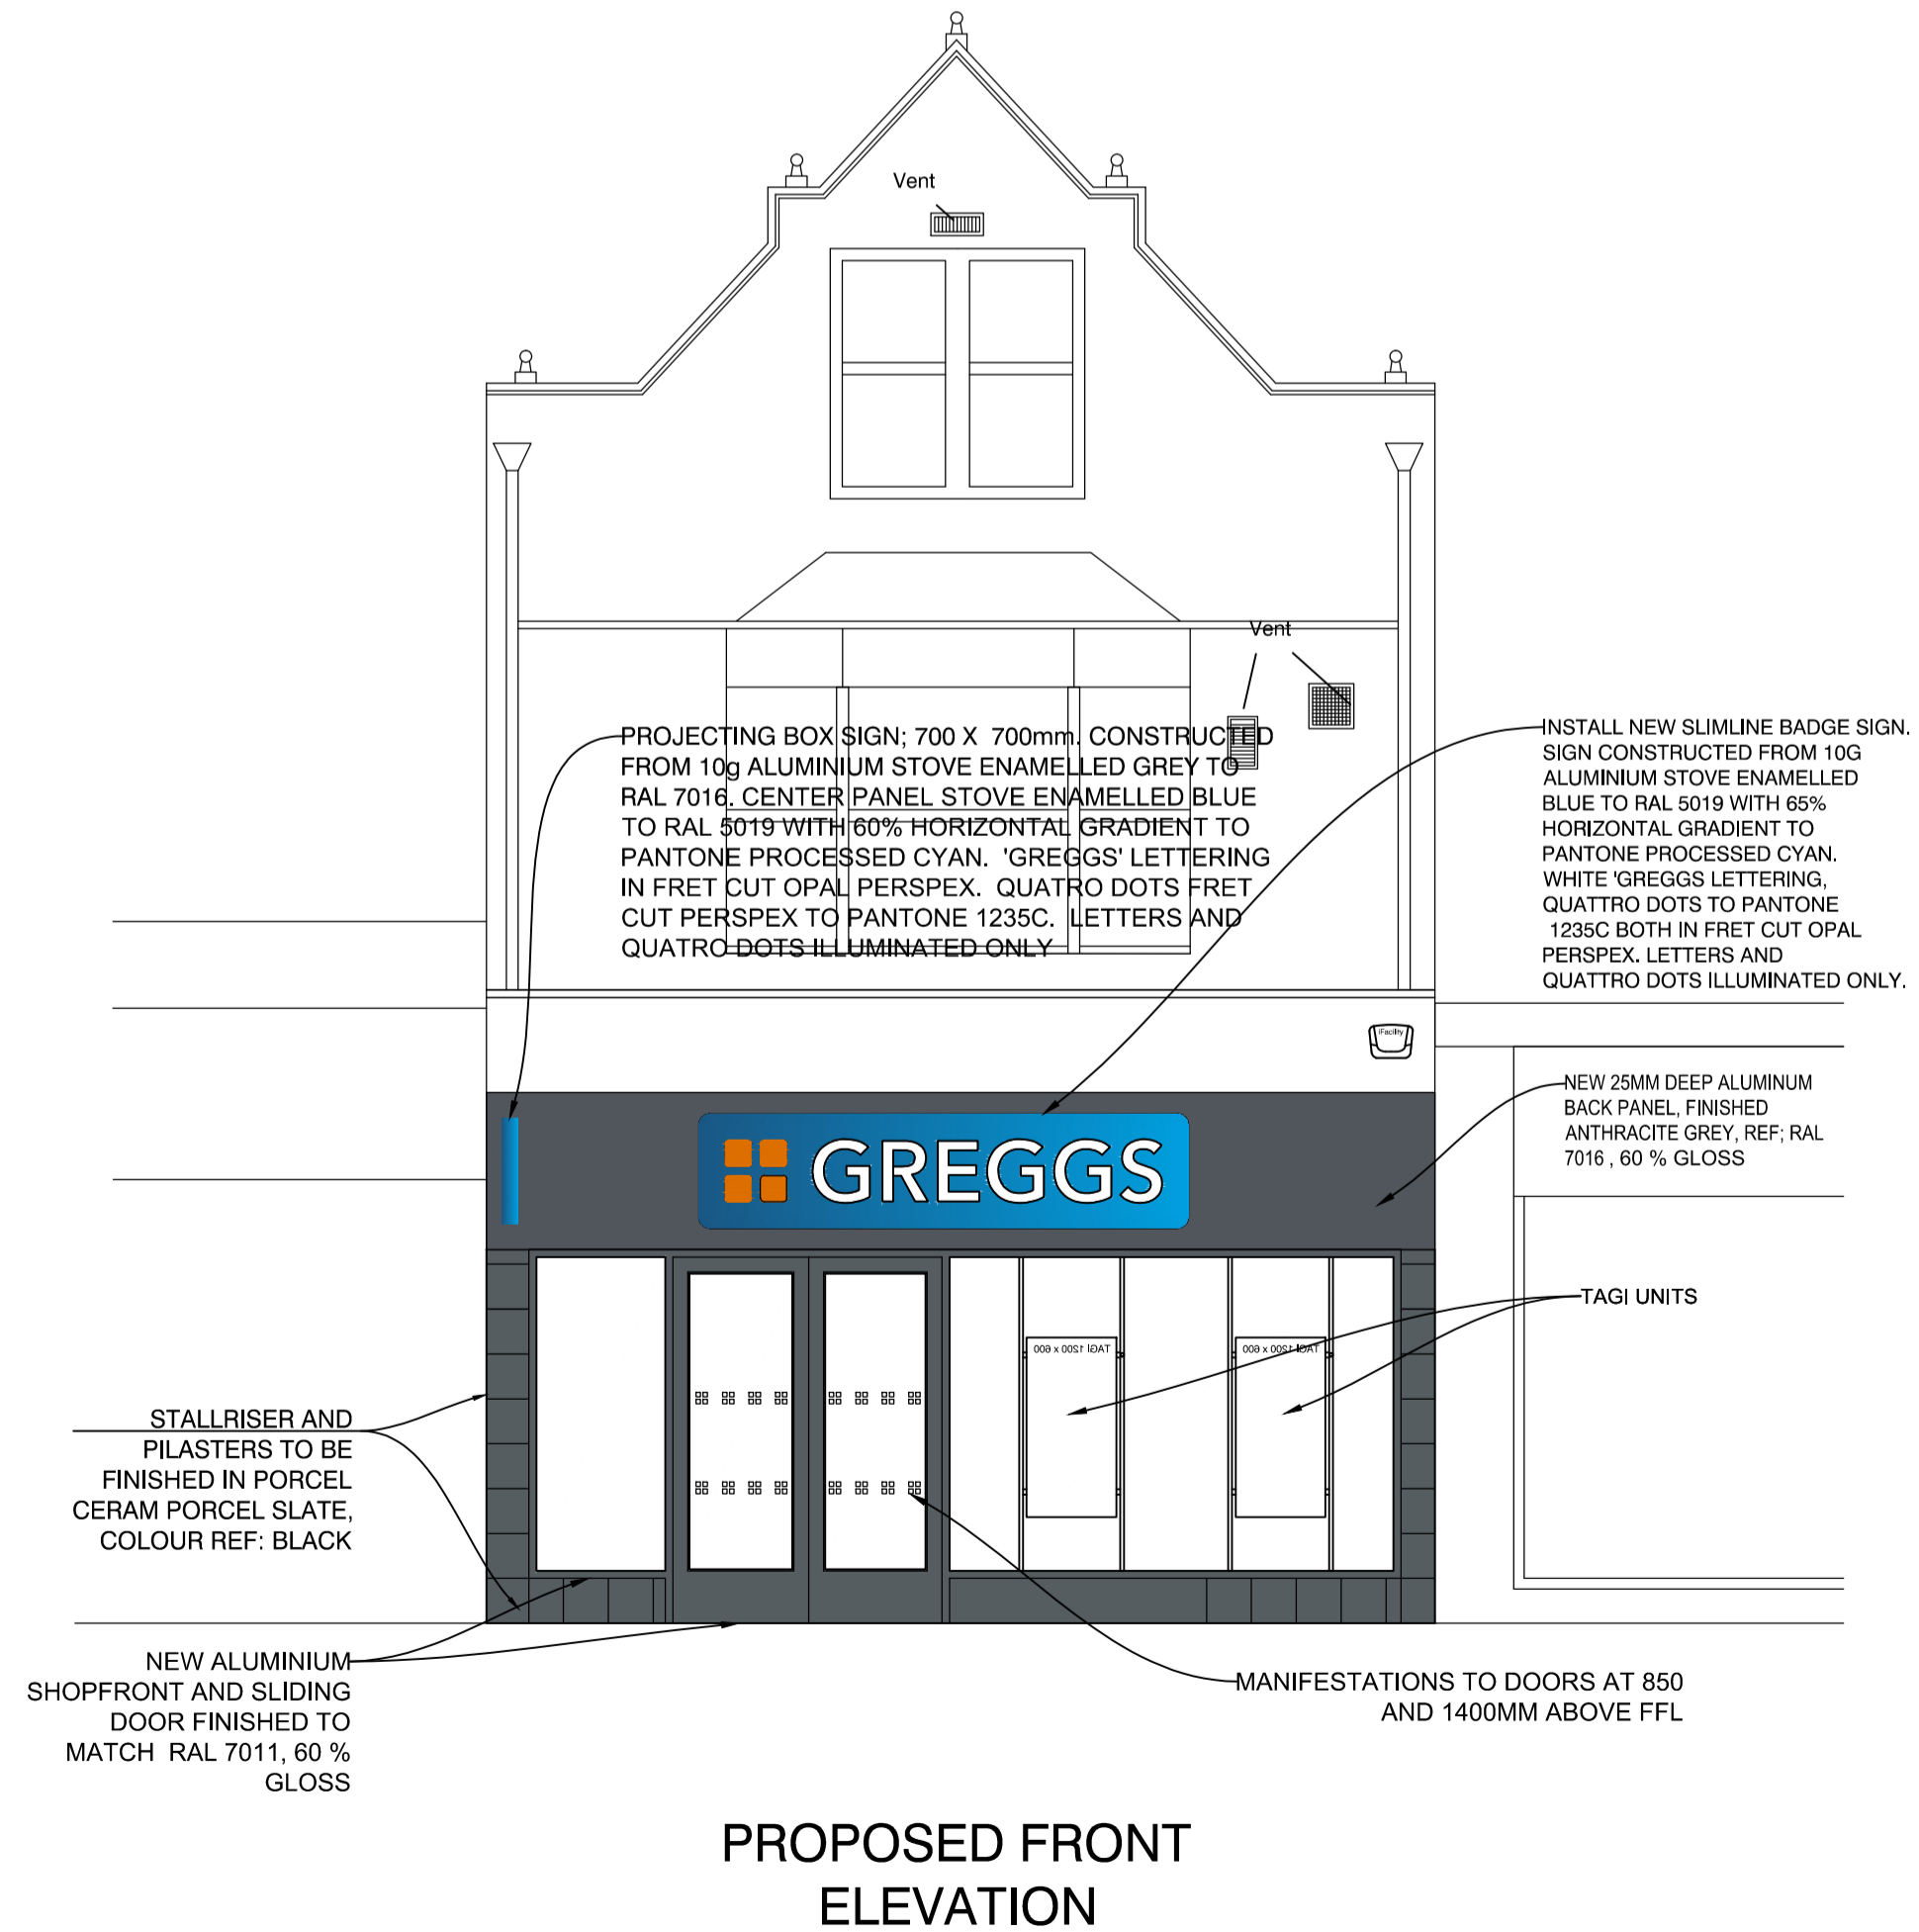 Vent
Vent
PROJECTING BOX SIGN; 700 X 700mm. CONSTRUCTED
FROM 10g ALUMINIUM STOVE ENAMELLED GREY TO
RAL 7016. CENTER PANEL STOVE ENAMELLED BLUE
TO RAL 5019 WITH 60% HORIZONTAL GRADIENT TO
PANTONE PROCESSED CYAN. 'GREGGS' LETTERING
IN FRET CUT OPAL PERSPEX. QUATRO DOTS FRET
CUT PERSPEX TO PANTONE 1235C. LETTERS AND
QUATRO DOTS ILLUMINATED ONLY
INSTALL NEW SLIMLINE BADGE SIGN.
SIGN CONSTRUCTED FROM 10G
ALUMINIUM STOVE ENAMELLED
BLUE TO RAL 5019 WITH 65%
HORIZONTAL GRADIENT TO
PANTONE PROCESSED CYAN.
WHITE 'GREGGS LETTERING,
QUATTRO DOTS TO PANTONE
1235C BOTH IN FRET CUT OPAL
PERSPEX. LETTERS AND
QUATTRO DOTS ILLUMINATED ONLY.
iFacility
NEW 25MM DEEP ALUMINUM
BACK PANEL, FINISHED
ANTHRACITE GREY, REF; RAL
7016 , 60 % GLOSS
GREGGS
TAGI UNITS
TAGI 1200 x 600
TAGI 1200 x 600
STALLRISER AND
PILASTERS TO BE
FINISHED IN PORCEL
CERAM PORCEL SLATE,
COLOUR REF: BLACK
NEW ALUMINIUM
SHOPFRONT AND SLIDING
DOOR FINISHED TO
MATCH RAL 7011, 60 %
GLOSS
MANIFESTATIONS TO DOORS AT 850
AND 1400MM ABOVE FFL
PROPOSED FRONT
ELEVATION